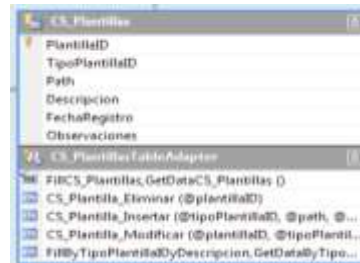 CS_Plantillas
PlantillaID
TipoPlantillaID
Path
Descripcion
FechaRegistro
Observaciones
CS_PlantillasTableAdapter
FillCS_Plantillas,GetDataCS_Plantillas ()
CS_Plantilla_Eliminar (@plantillaID)
CS_Plantilla_Insertar (@tipoPlantillaID, @path, @...
CS_Plantilla_Modificar (@plantillaID, @tipoPlantil...
FillByTipoPlantillaIDyDescripcion,GetDataByTipo...